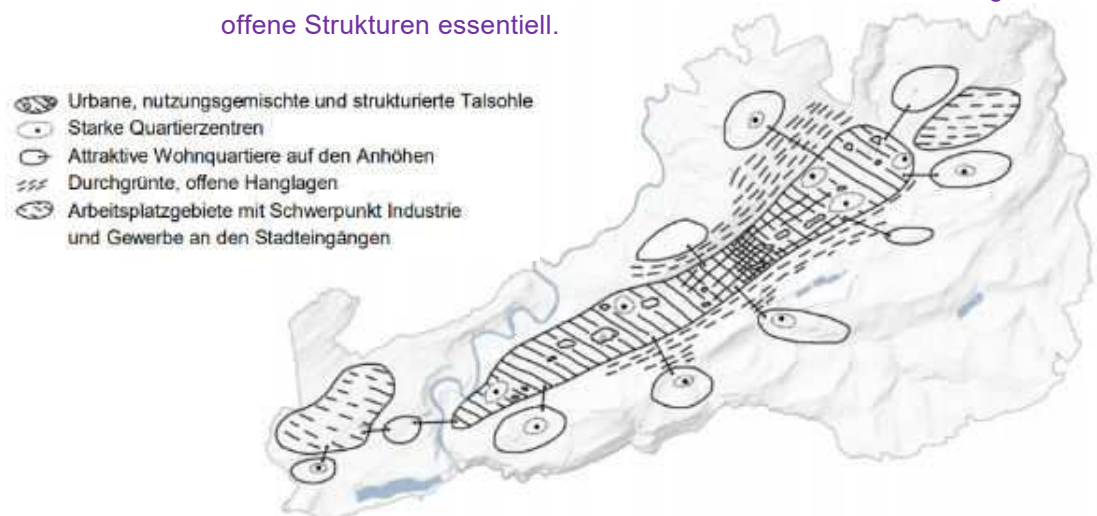 offene Strukturen essentiell.
Urbane, nutzungsgemischte und strukturierte Talsohle
Starke Quartierzentren
Attraktive Wohnquartiere auf den Anhöhen
Durchgrünte, offene Hanglagen
Arbeitsplatzgebiete mit Schwerpunkt Industrie
und Gewerbe an den Stadteingängen